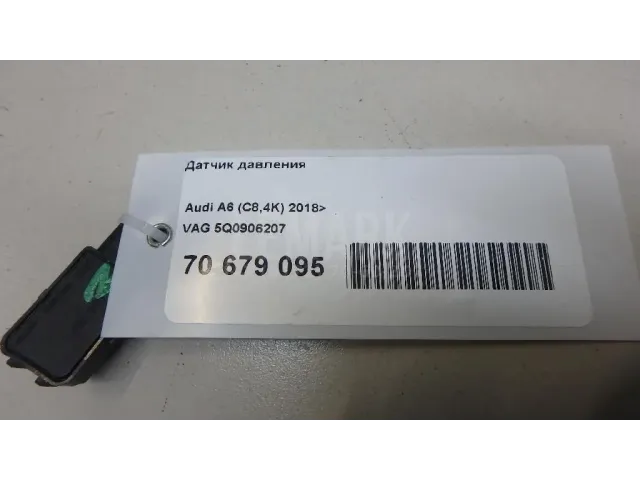 Датчик давления
Audi A6 (C8,4K) 2018>
VAG 5Q0906207
70 679 095